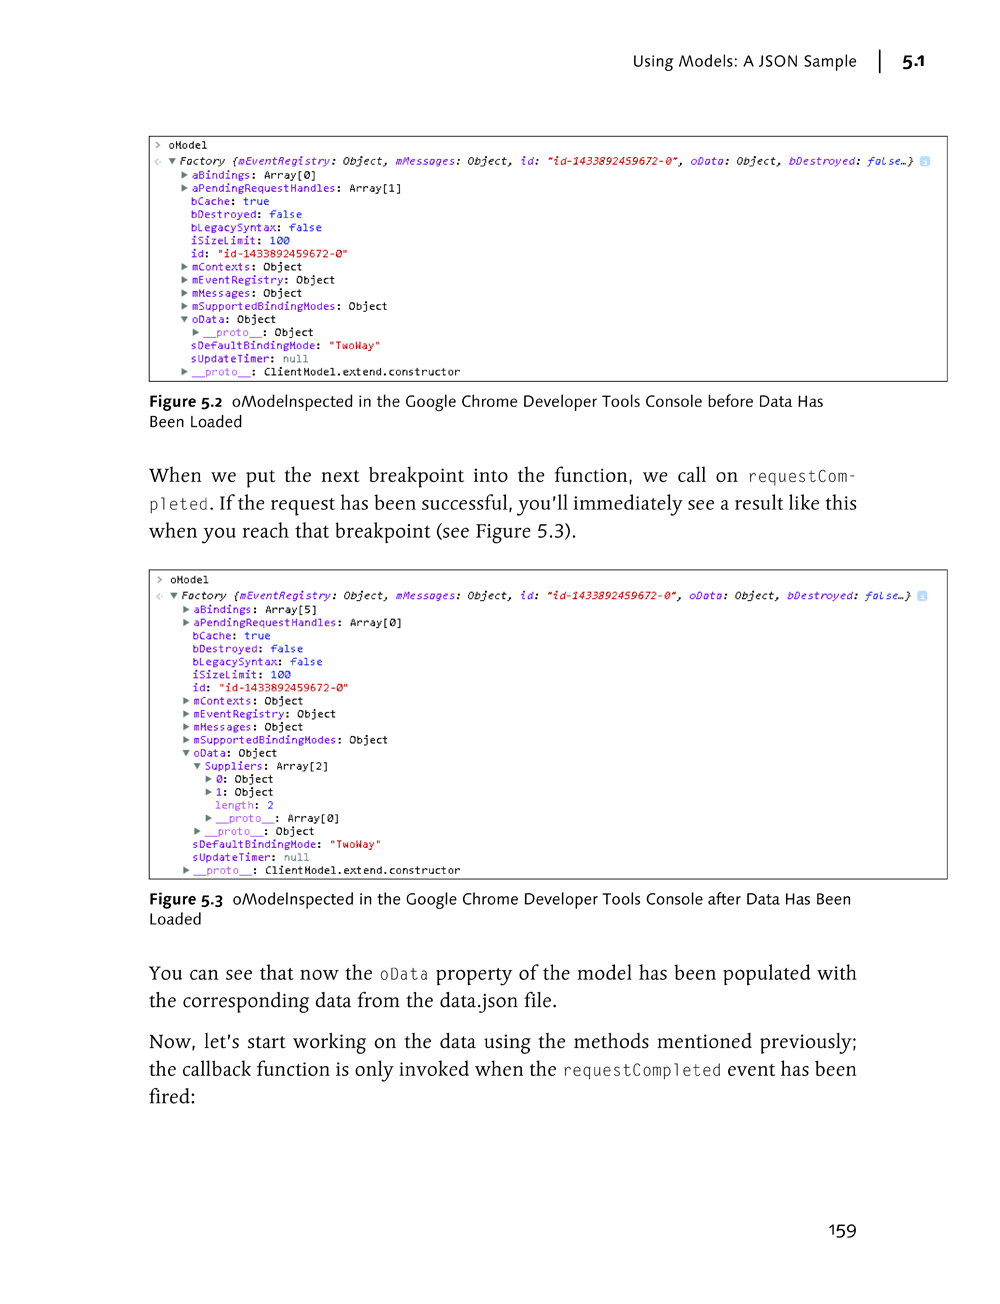 Using Models: A JSON Sample | 5.1
> oModel
Factory {mEventRegistry: Object, mMessages: Object, id: "id-1433892459672-0", oData: Object, bDestroyed: false…}
aBindings: Array[0]
aPendingRequestHandles: Array[1]
bCache: true
bDestroyed: false
bLegacySyntax: false
iSizeLimit: 100
id: "id-1433892459672-0"
mContexts: Object
mEventRegistry: Object
mMessages: Object
mSupportedBindingModes: Object
oData: Object
__proto__: Object
sDefaultBindingMode: "TwoWay"
sUpdateTimer: null
__proto__: ClientModel.extend.constructor
Figure 5.2 oModelnspected in the Google Chrome Developer Tools Console before Data Has
Been Loaded
When we put the next breakpoint into the function, we call on requestCom-
pleted. If the request has been successful, you'll immediately see a result like this
when you reach that breakpoint (see Figure 5.3).
> oModel
Factory {mEventRegistry: Object, mMessages: Object, id: "id-1433892459672-0", oData: Object, bDestroyed: false…}
aBindings: Array[5]
aPendingRequestHandles: Array[0]
bCache: true
bDestroyed: false
bLegacySyntax: false
iSizeLimit: 100
id: "id-1433892459672-0"
mContexts: Object
mEventRegistry: Object
mMessages: Object
mSupportedBindingModes: Object
oData: Object
Suppliers: Array[2]
0: Object
1: Object
length: 2
__proto__: Array[0]
__proto__: Object
sDefaultBindingMode: "TwoWay"
sUpdateTimer: null
__proto__: ClientModel.extend.constructor
Figure 5.3 oModelnspected in the Google Chrome Developer Tools Console after Data Has Been
Loaded
You can see that now the oData property of the model has been populated with
the corresponding data from the data.json file.
Now, let's start working on the data using the methods mentioned previously;
the callback function is only invoked when the requestCompleted event has been
fired:
159